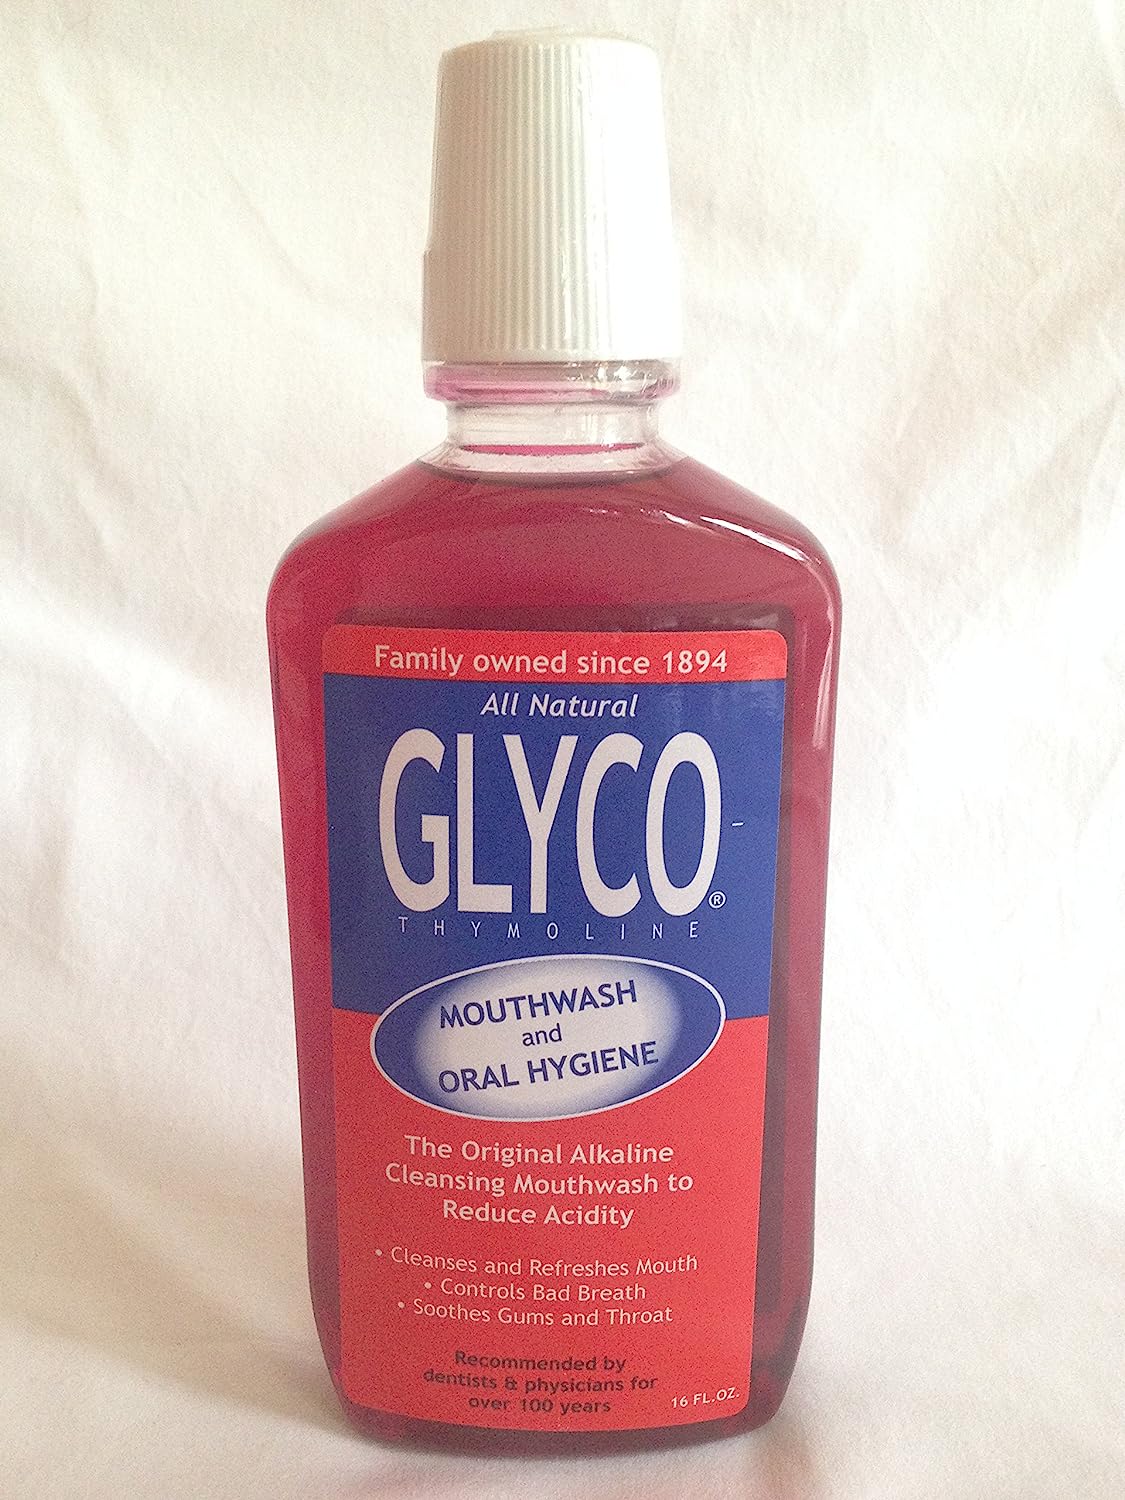 Family owned since 1894
All Natural
GLYCO-®
THYMOLINE
MOUTHWASH
and
ORAL HYGIENE
The Original Alkaline
Cleansing Mouthwash to
Reduce Acidity
• Cleanses and Refreshes Mouth
• Controls Bad Breath
• Soothes Gums and Throat
Recommended by
dentists & physicians for
over 100 years
16 FL.OZ.